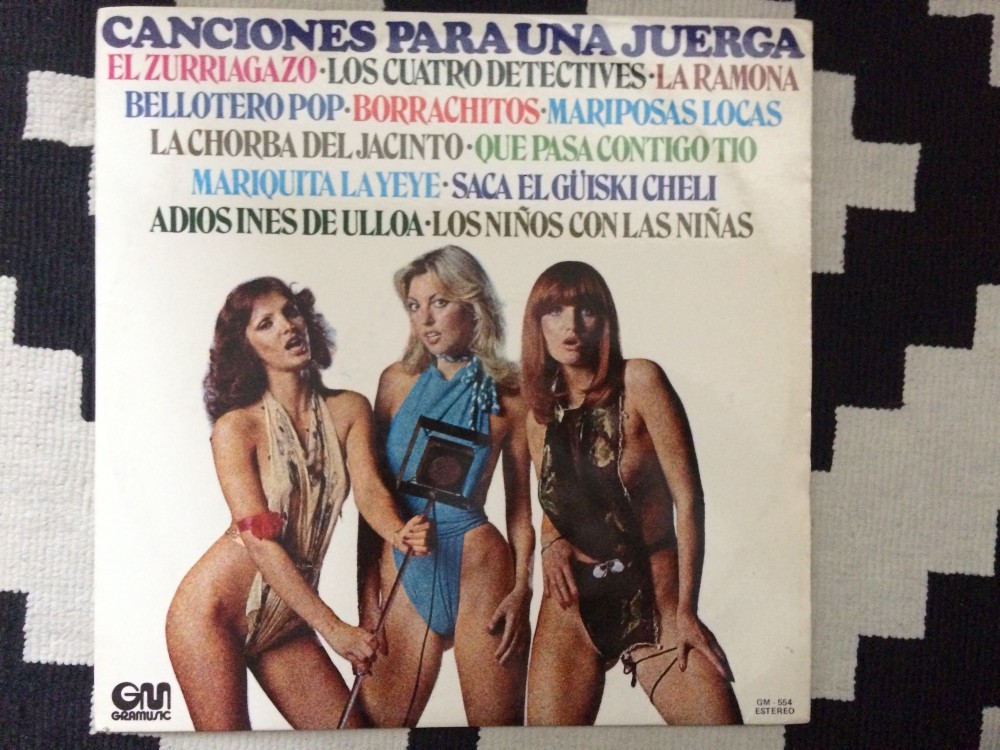 CANCIONES PARA UNA JUERGA
EL ZURRIAGAZO·LOS CUATRO DETECTIVES·LA RAMONA
BELLOTERO POP·BORRACHITOS·MARIPOSAS LOCAS
LA CHORBA DEL JACINTO·QUE PASA CONTIGO TIO
MARIQUITA LA YEYE·SACA EL GÜISKI CHELI
ADIOS INES DE ULLOA·LOS NIÑOS CON LAS NIÑAS
GM
GRAMUSIC
GM - 554
ESTEREO